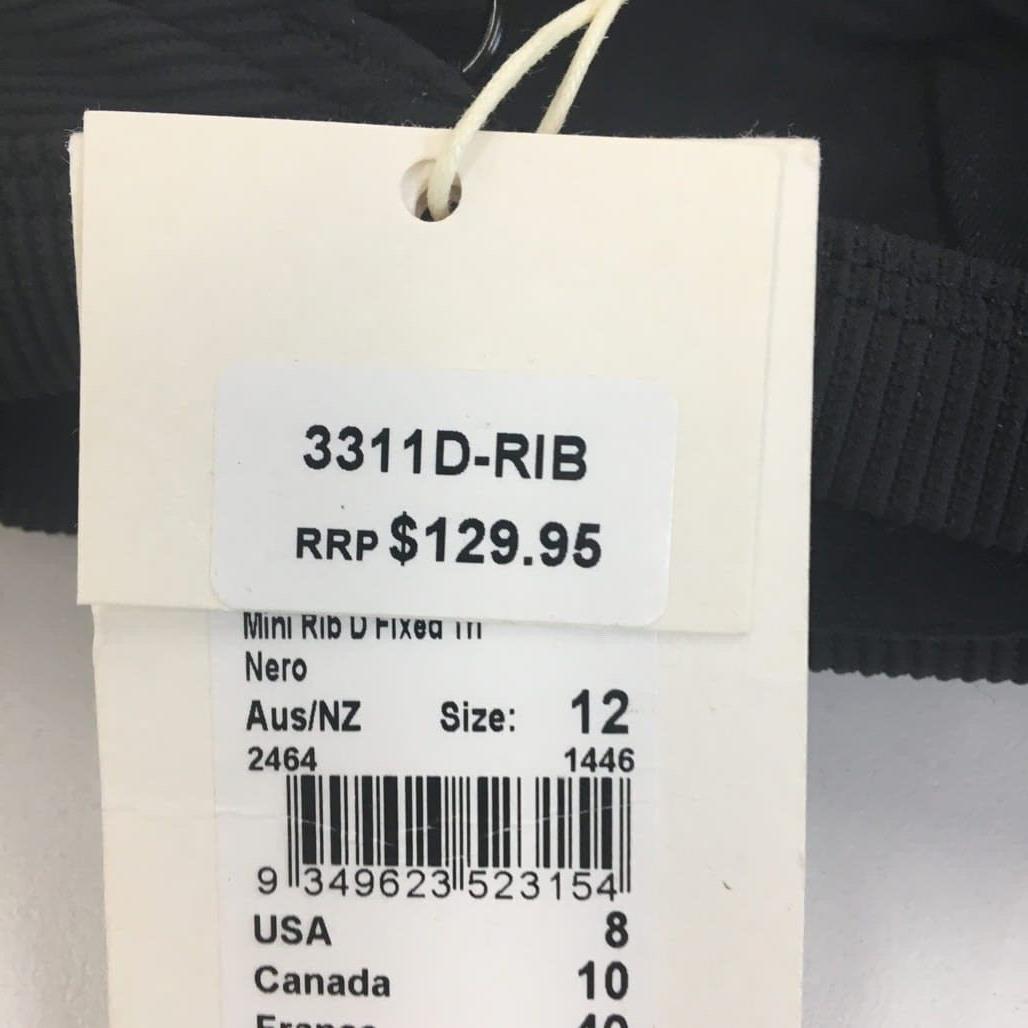 3311D-RIB
RRP $129.95
Mini Rib D Fixed Tri
Nero
Aus/NZ Size: 12
2464 1446
9 349623 523154
USA 8
Canada 10
France